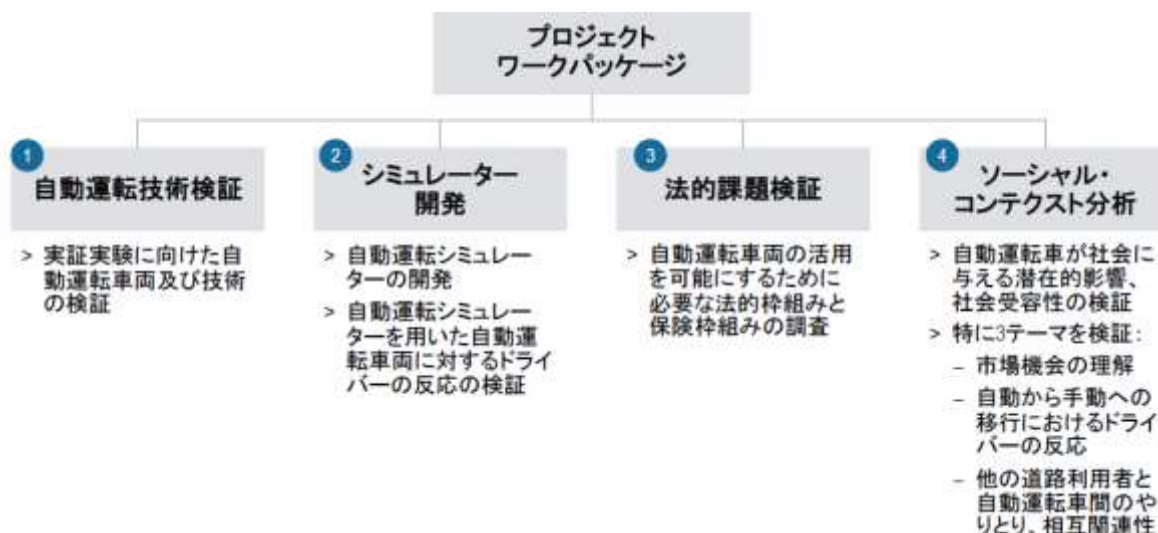 プロジェクト
ワークパッケージ
1
自動運転技術検証
> 実証実験に向けた自
動運転車両及び技術
の検証
2
シミュレーター
開発
> 自動運転シミュレー
ターの開発
> 自動運転シミュレー
ターを用いた自動運
転車両に対するドライ
バーの反応の検証
3
法的課題検証
> 自動運転車両の活用
を可能にするために
必要な法的枠組みと
保険枠組みの調査
4
ソーシャル・
コンテクスト分析
> 自動運転車が社会に
与える潜在的影響、
社会受容性の検証
> 特に3テーマを検証:
– 市場機会の理解
– 自動から手動への
移行におけるドライ
バーの反応
– 他の道路利用者と
自動運転車間のや
りとり、相互関連性